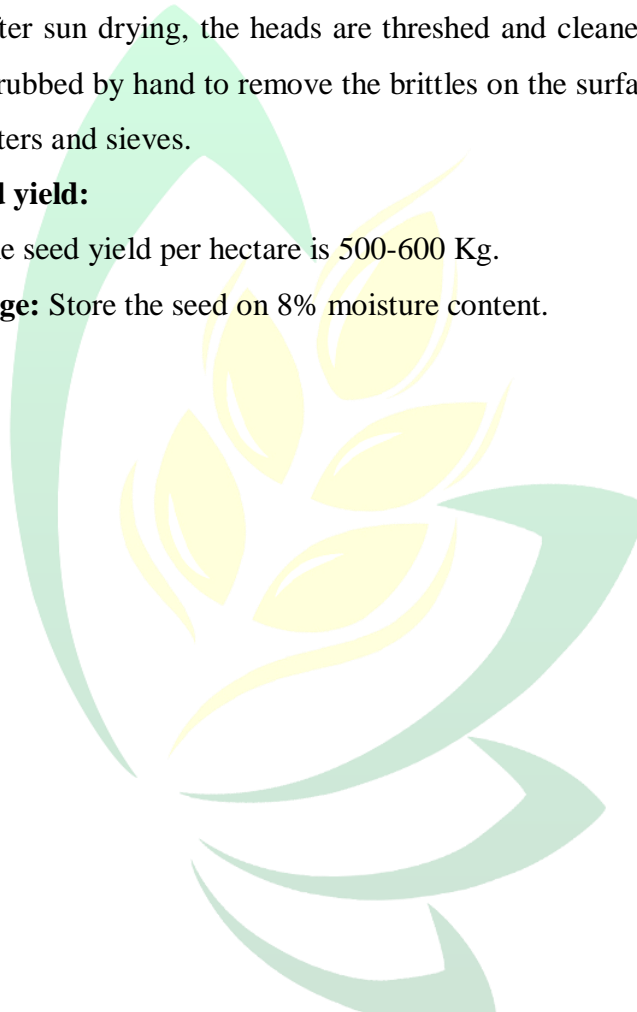 fter sun drying, the heads are threshed and cleane
rubbed by hand to remove the brittles on the surfa
ters and sieves.
d yield:
e seed yield per hectare is 500-600 Kg.
ge: Store the seed on 8% moisture content.